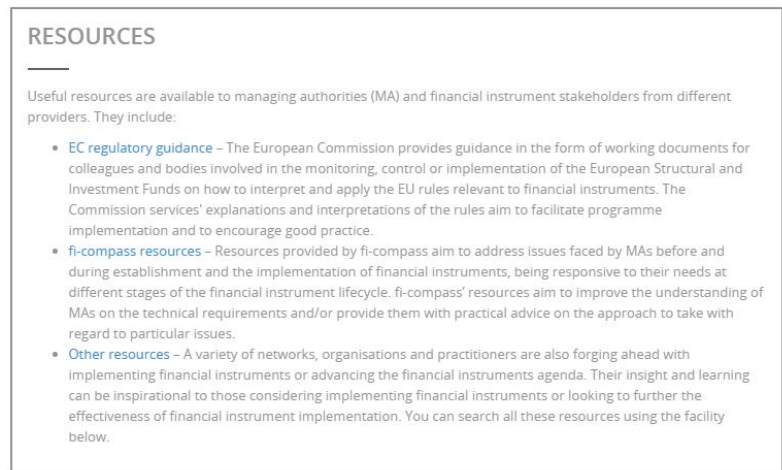 RESOURCES
Useful resources are available to managing authorities (MA) and financial instrument stakeholders from different
providers. They include:
• EC regulatory guidance – The European Commission provides guidance in the form of working documents for
colleagues and bodies involved in the monitoring, control or implementation of the European Structural and
Investment Funds on how to interpret and apply the EU rules relevant to financial instruments. The
Commission services' explanations and interpretations of the rules aim to facilitate programme
implementation and to encourage good practice.
• fi-compass resources – Resources provided by fi-compass aim to address issues faced by MAs before and
during establishment and the implementation of financial instruments, being responsive to their needs at
different stages of the financial instrument lifecycle. fi-compass' resources aim to improve the understanding of
MAs on the technical requirements and/or provide them with practical advice on the approach to take with
regard to particular issues.
• Other resources – A variety of networks, organisations and practitioners are also forging ahead with
implementing financial instruments or advancing the financial instruments agenda. Their insight and learning
can be inspirational to those considering implementing financial instruments or looking to further the
effectiveness of financial instrument implementation. You can search all these resources using the facility
below.